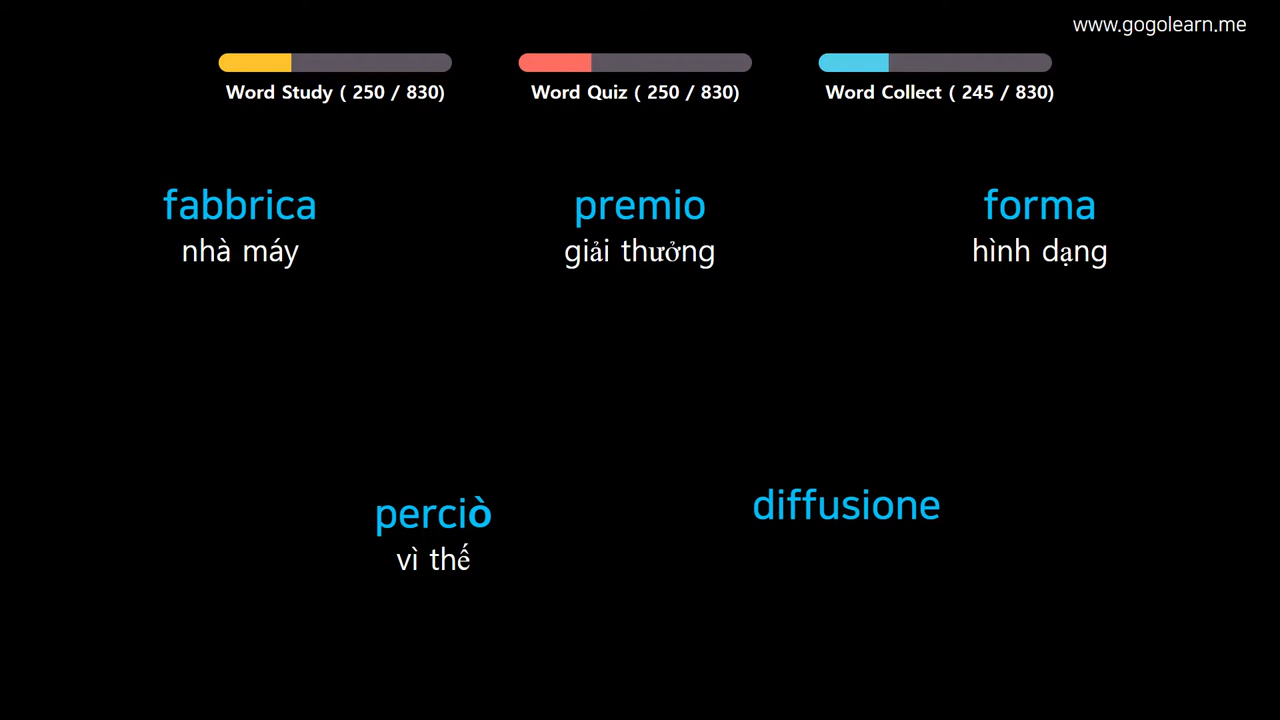 www.gogolearn.me
Word Study ( 250 / 830)
Word Quiz ( 250 / 830)
Word Collect ( 245 / 830)
fabbrica
nhà máy
premio
giải thưởng
forma
hình dạng
perciò
vì thế
diffusione